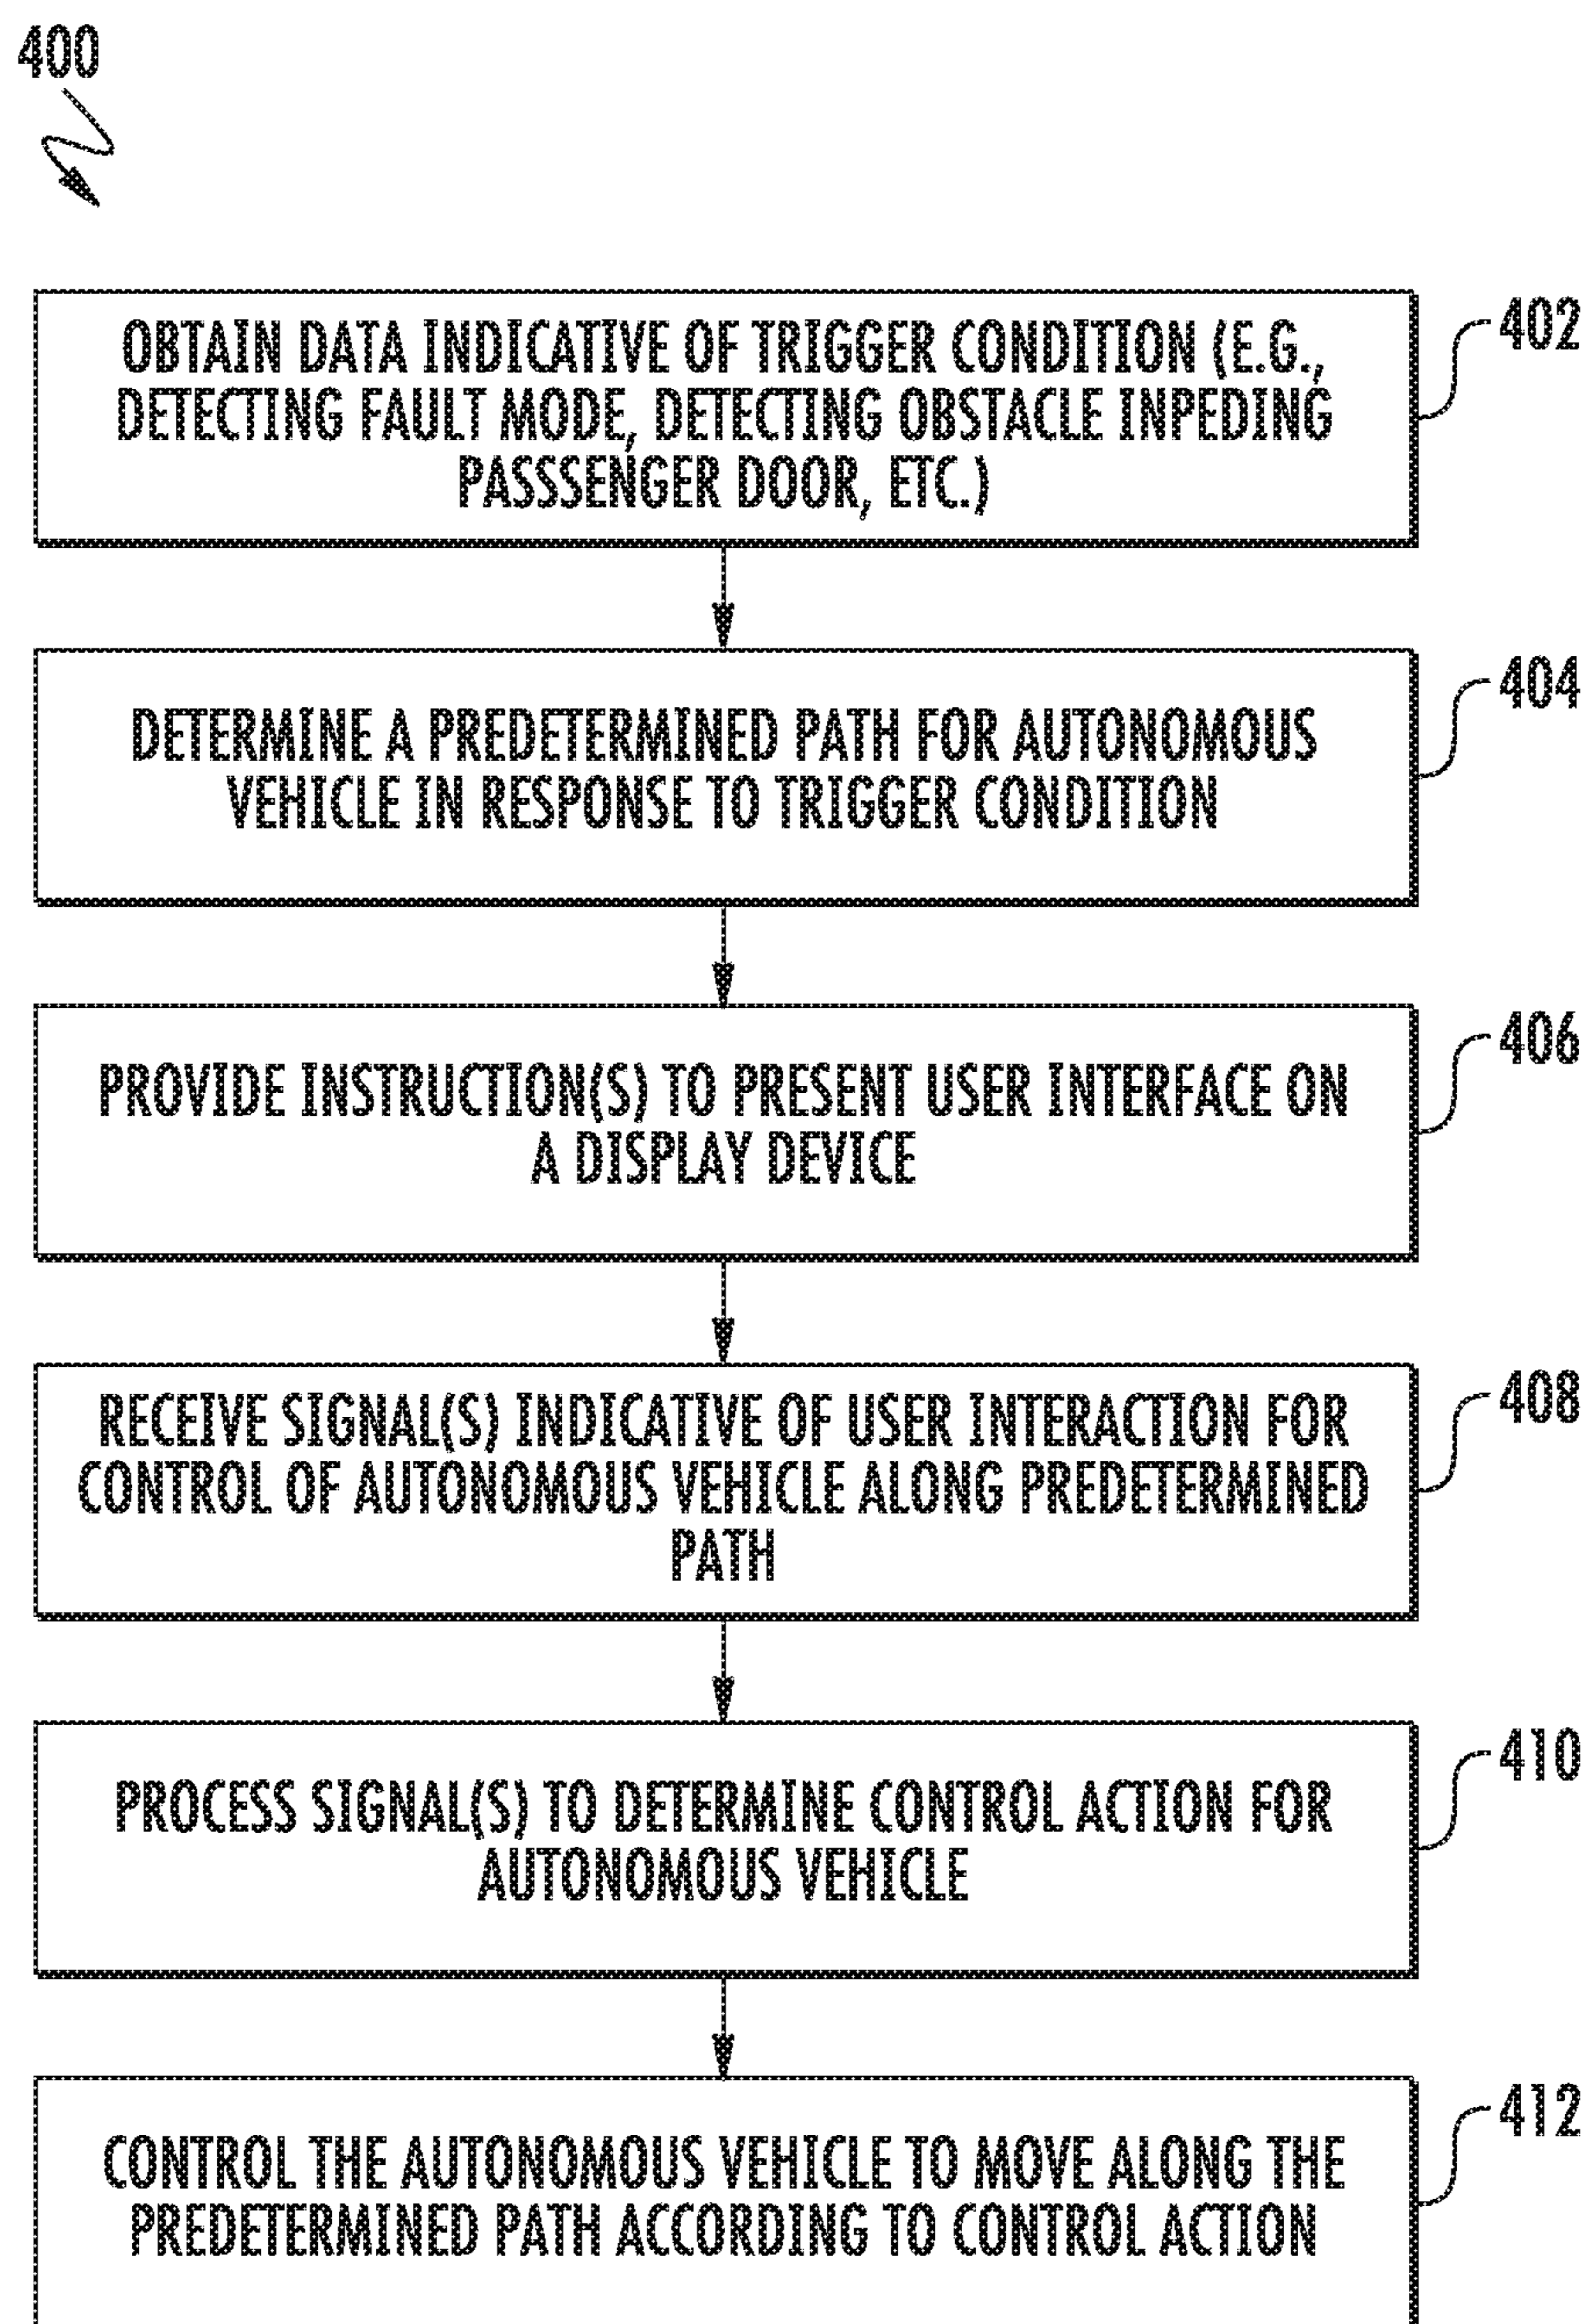 400
OBTAIN DATA INDICATIVE OF TRIGGER CONDITION (E.G.,
DETECTING FAULT MODE, DETECTING OBSTACLE INPEDING
PASSSENGER DOOR, ETC.)
402
DETERMINE A PREDETERMINED PATH FOR AUTONOMOUS
VEHICLE IN RESPONSE TO TRIGGER CONDITION
404
PROVIDE INSTRUCTION(S) TO PRESENT USER INTERFACE ON
A DISPLAY DEVICE
406
RECEIVE SIGNAL(S) INDICATIVE OF USER INTERACTION FOR
CONTROL OF AUTONOMOUS VEHICLE ALONG PREDETERMINED
PATH
408
PROCESS SIGNAL(S) TO DETERMINE CONTROL ACTION FOR
AUTONOMOUS VEHICLE
410
CONTROL THE AUTONOMOUS VEHICLE TO MOVE ALONG THE
PREDETERMINED PATH ACCORDING TO CONTROL ACTION
412